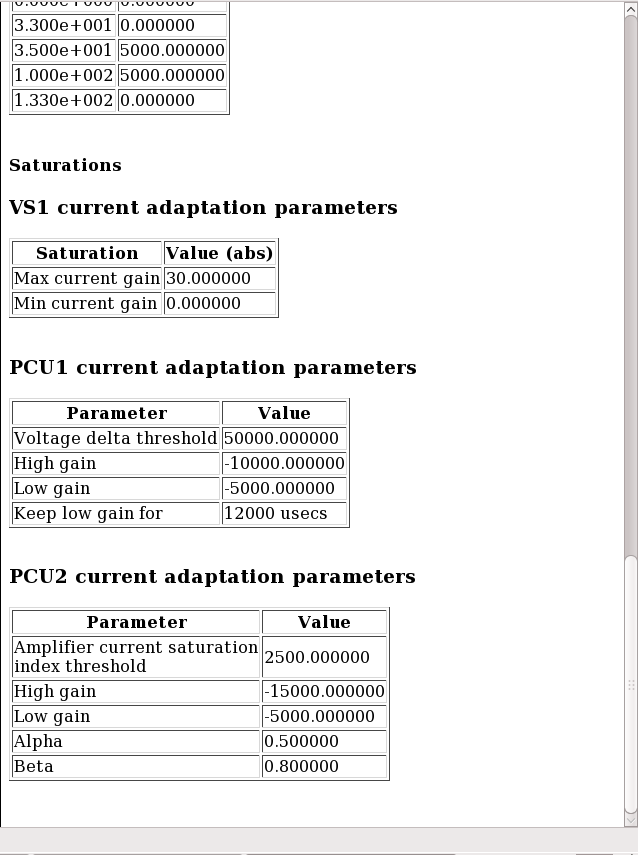 3.300e+001 0.000000
3.500e+001 5000.000000
1.000e+002 5000.000000
1.330e+002 0.000000
Saturations
VS1 current adaptation parameters
Saturation Value (abs)
Max current gain 30.000000
Min current gain 0.000000
PCU1 current adaptation parameters
Parameter Value
Voltage delta threshold 50000.000000
High gain -10000.000000
Low gain -5000.000000
Keep low gain for 12000 usecs
PCU2 current adaptation parameters
Parameter Value
Amplifier current saturation
index threshold 2500.000000
High gain -15000.000000
Low gain -5000.000000
Alpha 0.500000
Beta 0.800000